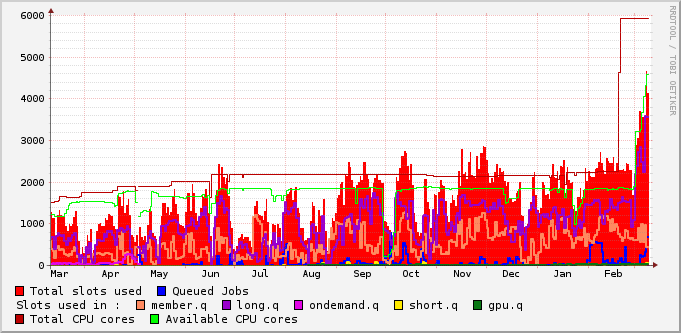 6000
5000
4000
3000
2000
1000
0
Mar Apr May Jun Jul Aug Sep Oct Nov Dec Jan Feb
RRDTOOL / TOBI OETIKER
Total slots used Queued Jobs
Slots used in : member.q long.q ondemand.q short.q gpu.q
Total CPU cores Available CPU cores